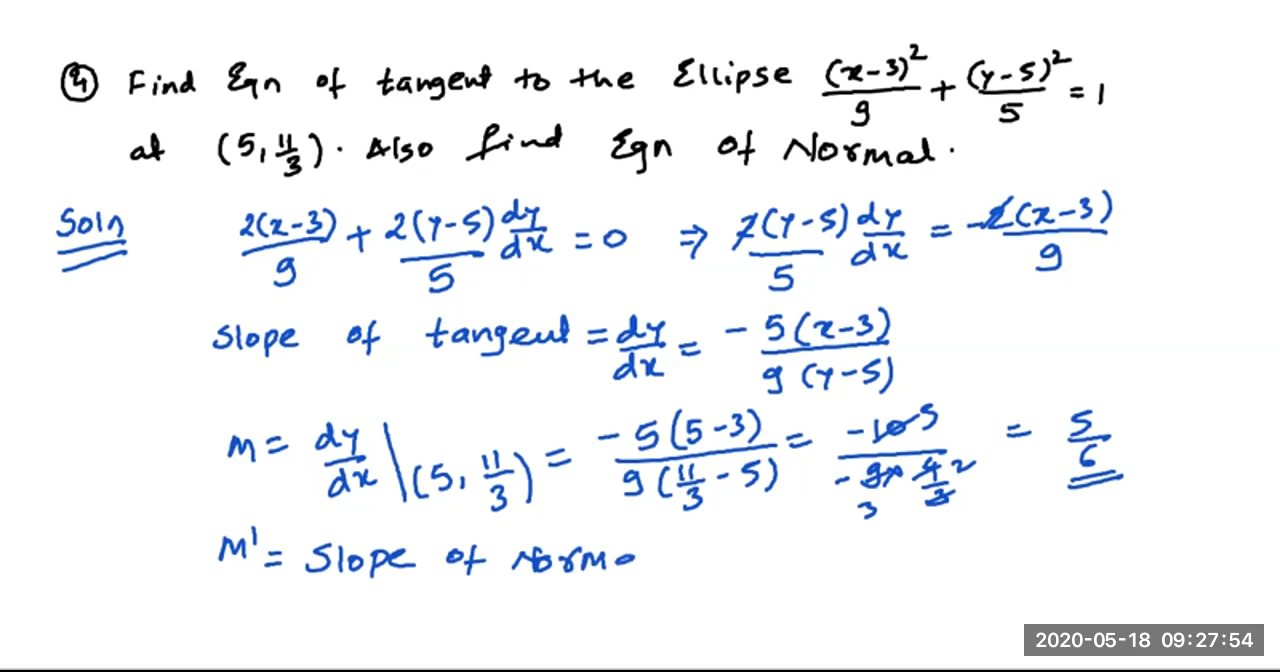 ④ Find Eqn of tangent to the Ellipse (x-3)²/9 + (y-5)²/5 = 1
at (5, 11/3). Also find Eqn of Normal.
Soln 2(x-3)/9 + 2(y-5)/5 dy/dx = 0 ⇒ 2(y-5)/5 dy/dx = -2(x-3)/9
Slope of tangent = dy/dx = - 5(x-3)/9(y-5)
M = dy/dx |(5, 11/3) = -5(5-3)/9(11/3 - 5) = -10 5/-9 3 × 4 2/3 = 5/6
M' = Slope of Norm
2020-05-18 09:27:54